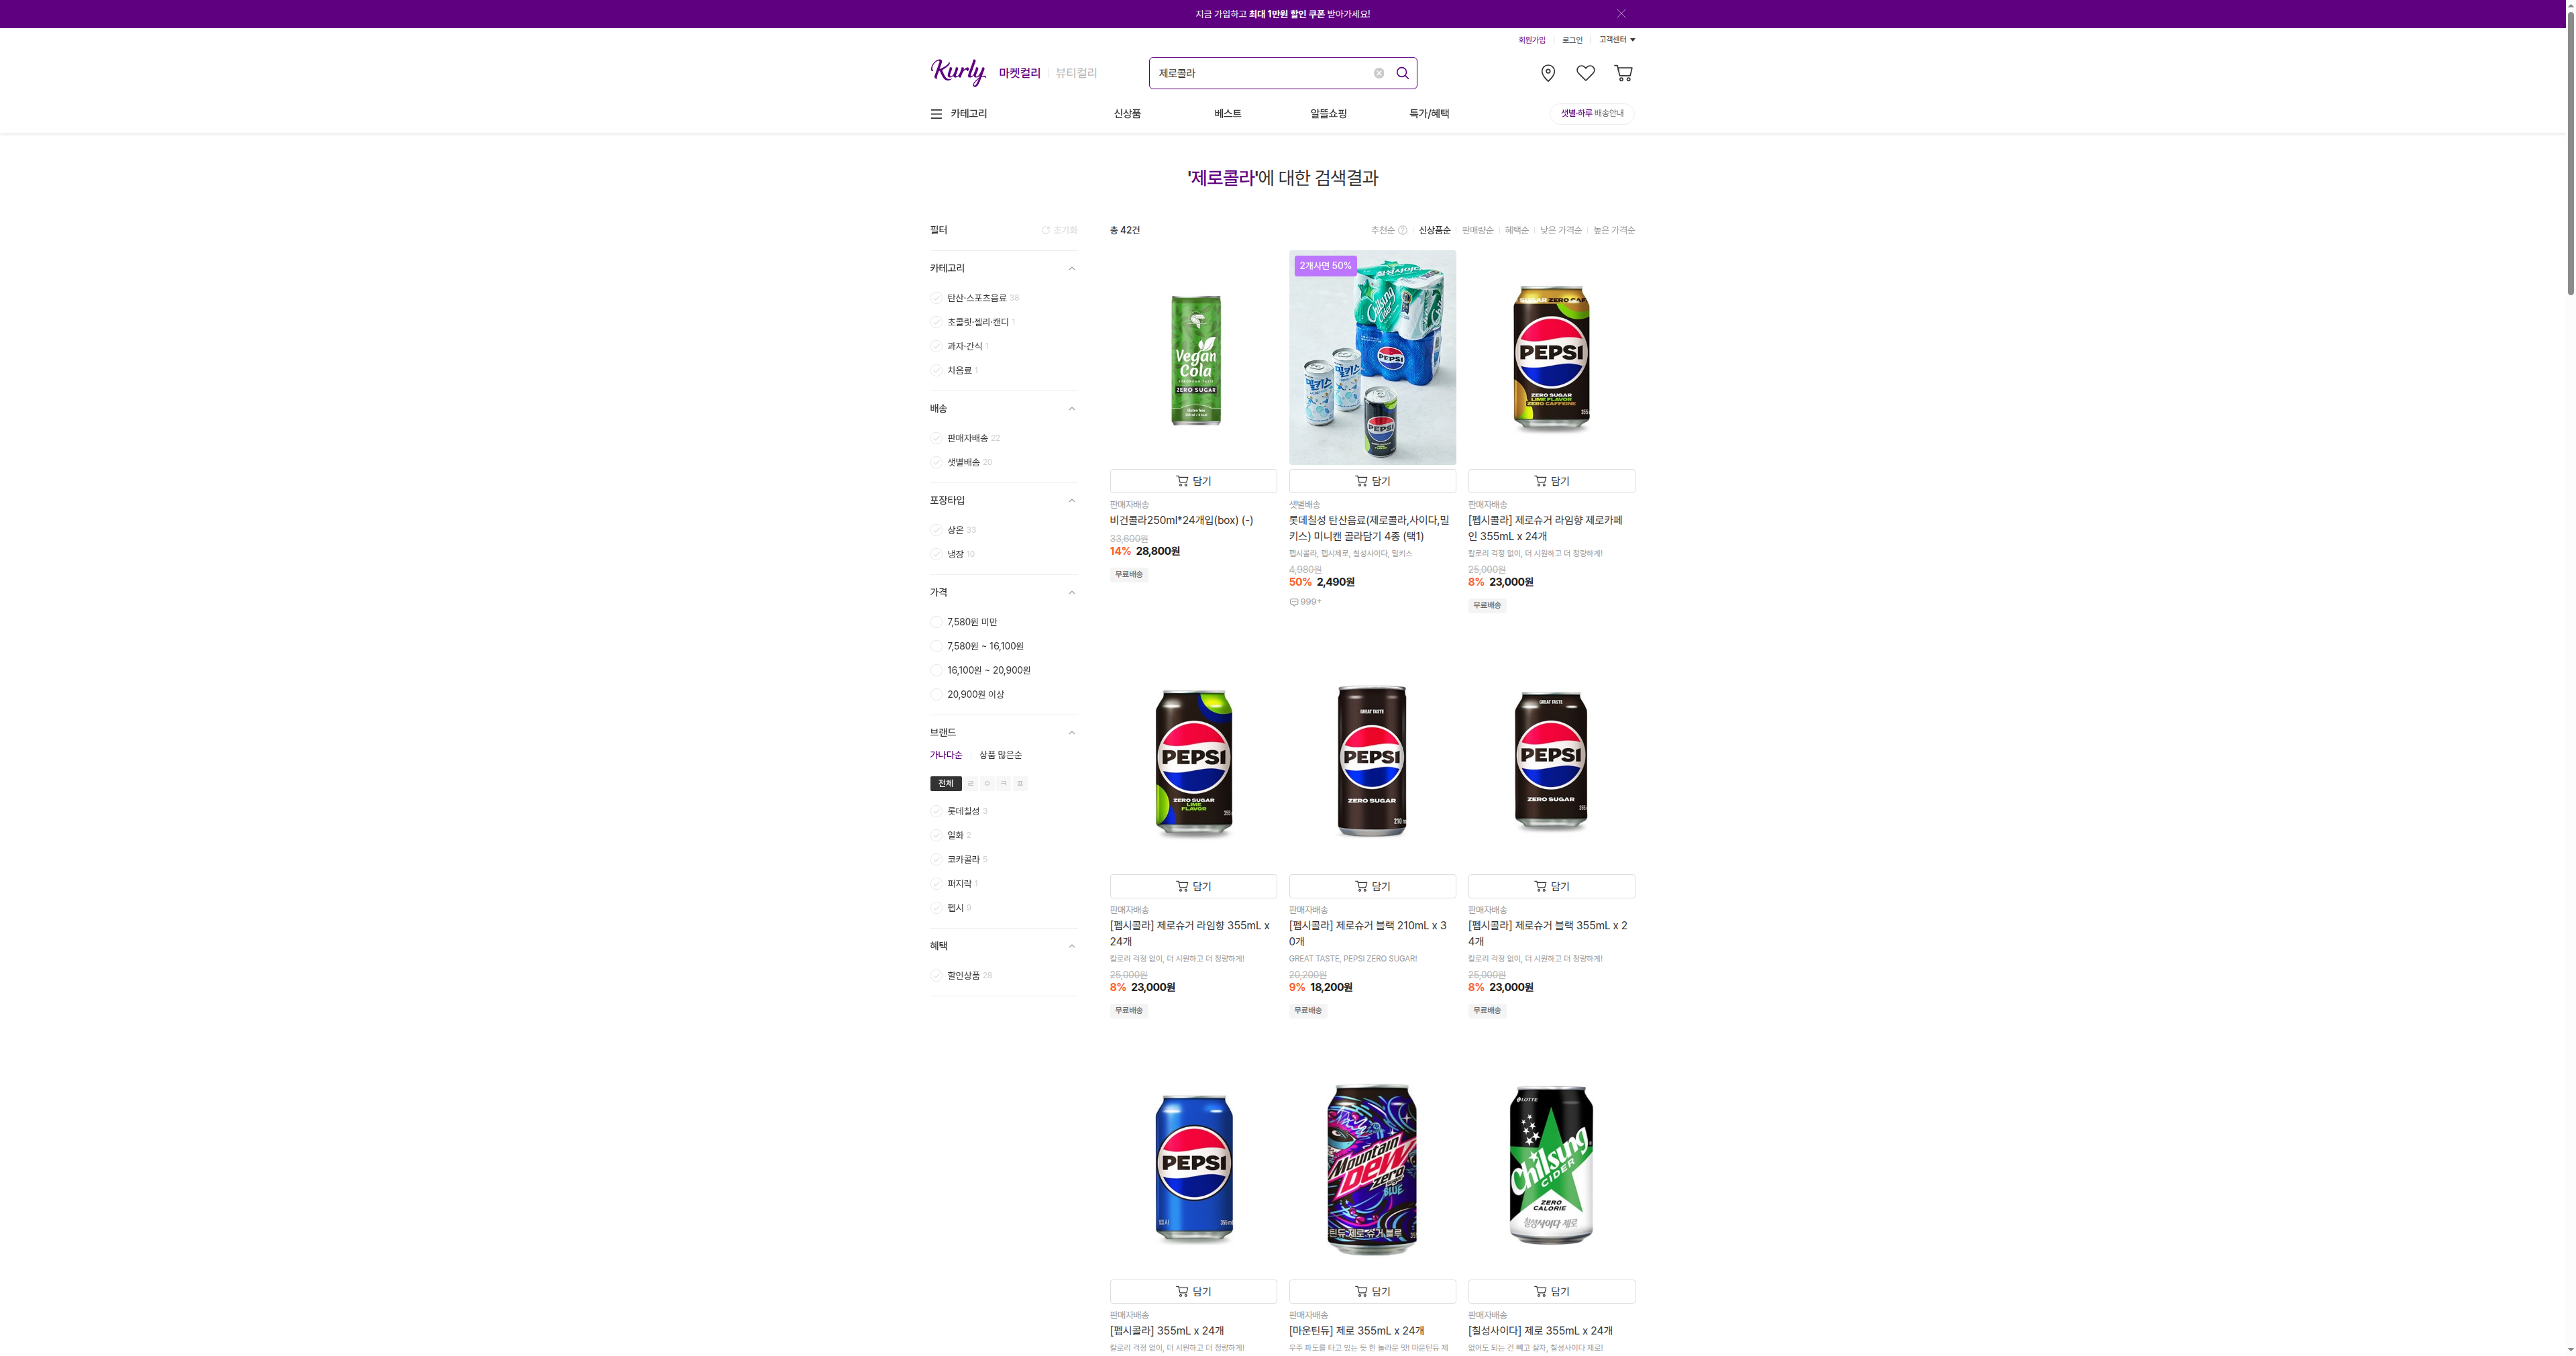 지금 가입하고 최대 1만원 할인 쿠폰 받아가세요!
회원가입 로그인 고객센터
Kurly 마켓컬리 뷰티컬리
제로콜라
카테고리 신상품 베스트 알뜰쇼핑 특가/혜택 샛별·하루 배송안내
'제로콜라'에 대한 검색결과
필터 초기화
총 42건 추천순 신상품순 판매량순 혜택순 낮은 가격순 높은 가격순
카테고리
탄산·스포츠음료 38
초콜릿·젤리·캔디 1
과자·간식 1
차음료 1
배송
판매자배송 22
샛별배송 20
포장타입
상온 33
냉장 10
가격
7,580원 미만
7,580원 ~ 16,100원
16,100원 ~ 20,900원
20,900원 이상
브랜드
가나다순 상품 많은순
전체 ㄹ ㅇ ㅋ ㅍ
롯데칠성 3
일화 2
코카콜라 5
퍼지락 1
펩시 9
혜택
할인상품 28
Vegan
Cola
ZERO SUGAR
담기
판매자배송
비건콜라250ml*24개입(box) (-)
33,600원
14% 28,800원
무료배송
2개사면 50%
Chilsung
Cider
PEPSI
밀키스
밀키스
PEPSI
담기
샛별배송
롯데칠성 탄산음료(제로콜라,사이다,밀
키스) 미니캔 골라담기 4종 (택1)
펩시콜라, 펩시제로, 칠성사이다, 밀키스
4,980원
50% 2,490원
999+
PEPSI
ZERO SUGAR
LIME FLAVOR
ZERO CAFFEINE
담기
판매자배송
[펩시콜라] 제로슈거 라임향 제로카페
인 355mL x 24개
칼로리 걱정 없이, 더 시원하고 더 청량하게!
25,000원
8% 23,000원
무료배송
PEPSI
ZERO SUGAR
LIME
FLAVOR
담기
판매자배송
[펩시콜라] 제로슈거 라임향 355mL x
24개
칼로리 걱정 없이, 더 시원하고 더 청량하게!
25,000원
8% 23,000원
무료배송
GREAT TASTE
PEPSI
ZERO SUGAR
담기
판매자배송
[펩시콜라] 제로슈거 블랙 210mL x 3
0개
GREAT TASTE, PEPSI ZERO SUGAR!
20,200원
9% 18,200원
무료배송
GREAT TASTE
PEPSI
ZERO SUGAR
담기
판매자배송
[펩시콜라] 제로슈거 블랙 355mL x 2
4개
칼로리 걱정 없이, 더 시원하고 더 청량하게!
25,000원
8% 23,000원
무료배송
PEPSI
담기
판매자배송
[펩시콜라] 355mL x 24개
칼로리 걱정 없이, 더 시원하고 더 청량하게!
Mountain
Dew
zero
BLUE
담기
판매자배송
[마운틴듀] 제로 355mL x 24개
우주 파도를 타고 있는 듯 한 놀라운 맛! 마운틴듀 제
LOTTE
Chilsung
CIDER
ZERO
CALORIE
칠성사이다 제로
담기
판매자배송
[칠성사이다] 제로 355mL x 24개
없어도 되는 건 빼고 살자, 칠성사이다 제로!